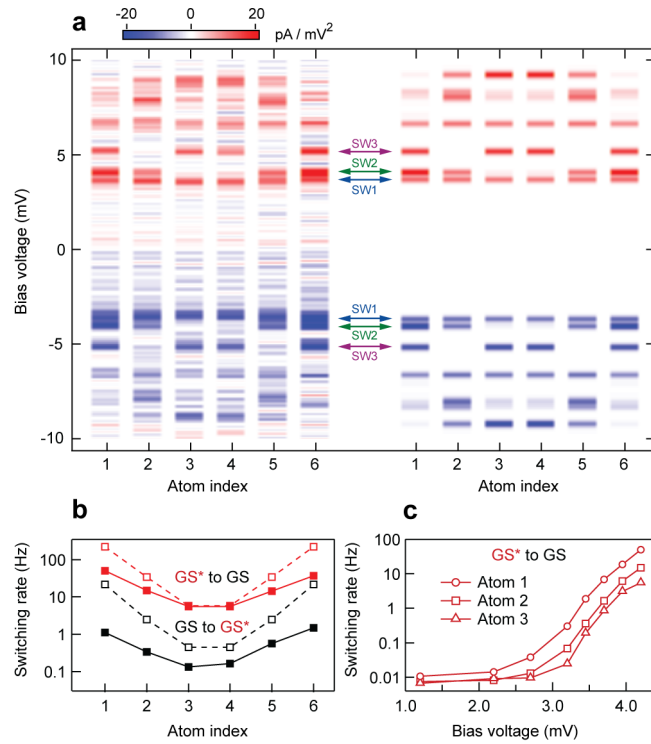 a
-20 0 20
pA / mV2
10
5
0
-5
-10
Bias voltage (mV)
SW3
SW2
SW1
SW1
SW2
SW3
1 2 3 4 5 6
Atom index
1 2 3 4 5 6
Atom index
b
Switching rate (Hz)
100
10
1
0.1
GS* to GS
GS to GS*
1 2 3 4 5 6
Atom index
c
Switching rate (Hz)
100
10
1
0.1
0.01
GS* to GS
Atom 1
Atom 2
Atom 3
1.0 2.0 3.0 4.0
Bias voltage (mV)